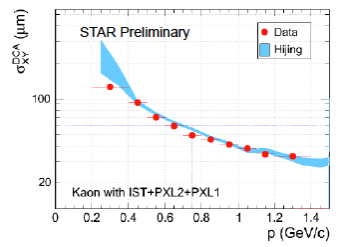 STAR Preliminary
Data
Hijing
σ_XY^DCA (μm)
100
20
Kaon with IST+PXL2+PXL1
0 0.2 0.4 0.6 0.8 1 1.2 1.4
p (GeV/c)